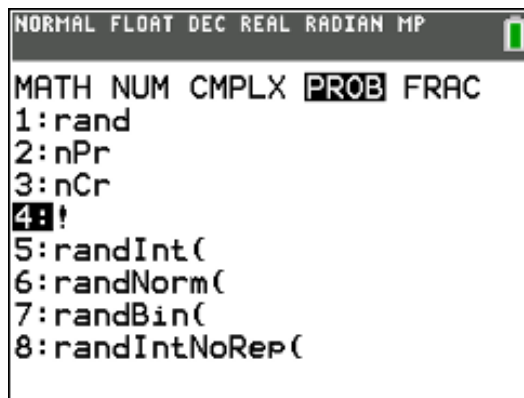 NORMAL FLOAT DEC REAL RADIAN MP
MATH NUM CMPLX PROB FRAC
1:rand
2:nPr
3:nCr
4:!
5:randInt(
6:randNorm(
7:randBin(
8:randIntNoRep(